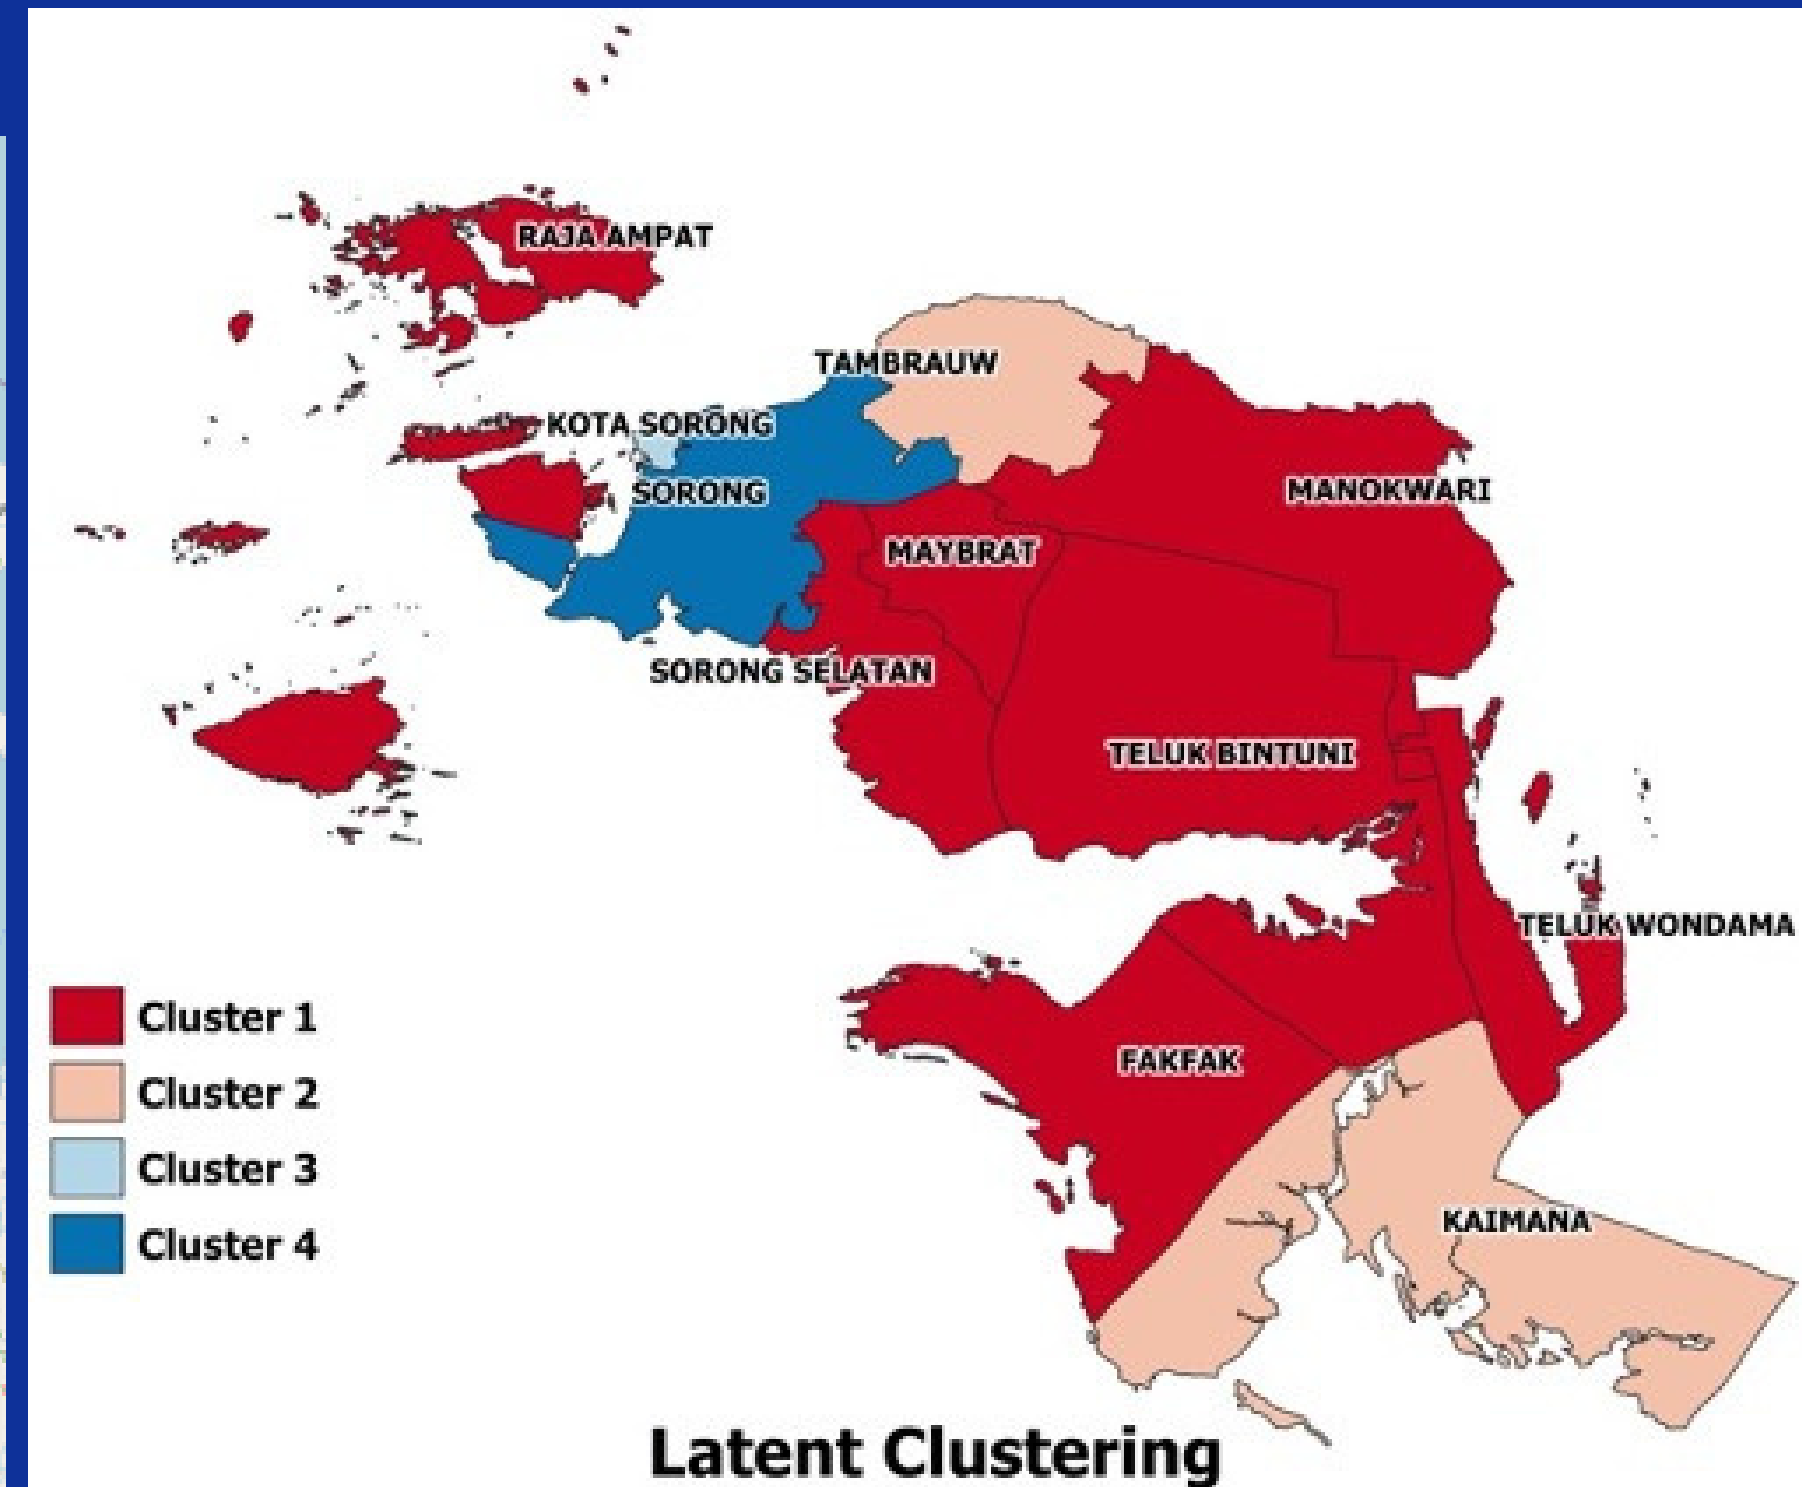 RAJA AMPAT
TAMBRAUW
KOTA SORONG
SORONG
MANOKWARI
MAYBRAT
SORONG SELATAN
TELUK BINTUNI
TELUK WONDAMA
FAKFAK
KAIMANA
Cluster 1
Cluster 2
Cluster 3
Cluster 4
Latent Clustering